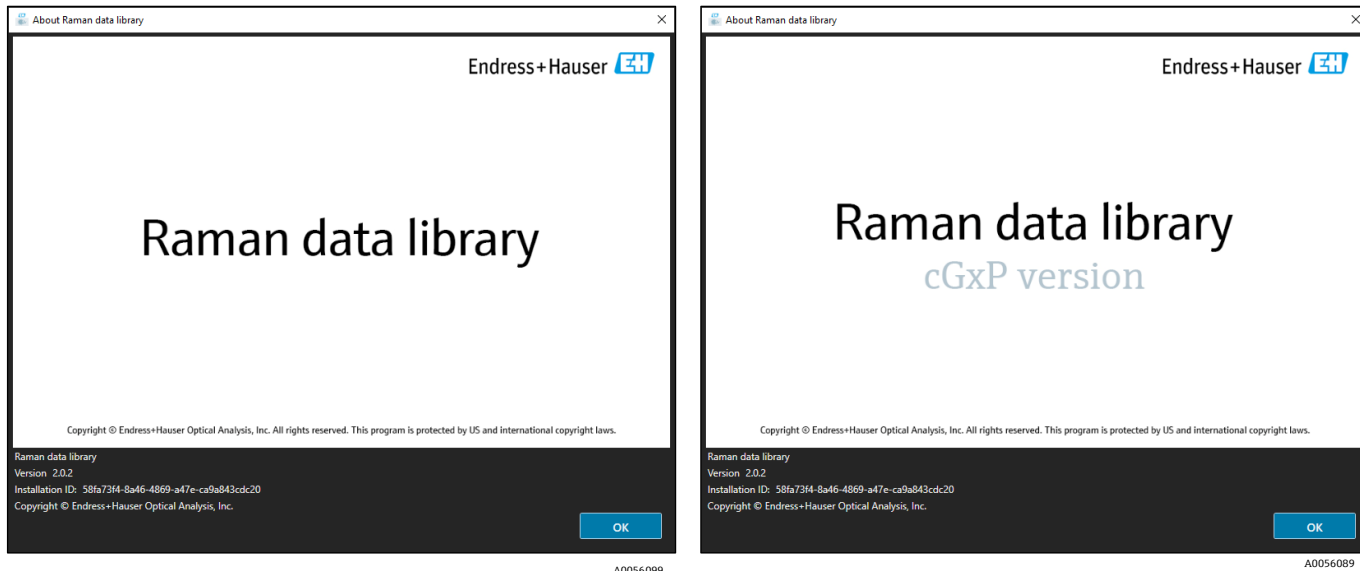 About Raman data library
Endress+Hauser EH
Raman data library
Copyright © Endress+Hauser Optical Analysis, Inc. All rights reserved. This program is protected by US and international copyright laws.
Raman data library
Version 2.0.2
Installation ID: 58fa73f4-8a46-4869-a47e-ca9a843cdc20
Copyright © Endress+Hauser Optical Analysis, Inc.
OK
A0056099
About Raman data library
Endress+Hauser EH
Raman data library
cGxP version
Copyright © Endress+Hauser Optical Analysis, Inc. All rights reserved. This program is protected by US and international copyright laws.
Raman data library
Version 2.0.2
Installation ID: 58fa73f4-8a46-4869-a47e-ca9a843cdc20
Copyright © Endress+Hauser Optical Analysis, Inc.
OK
A0056089